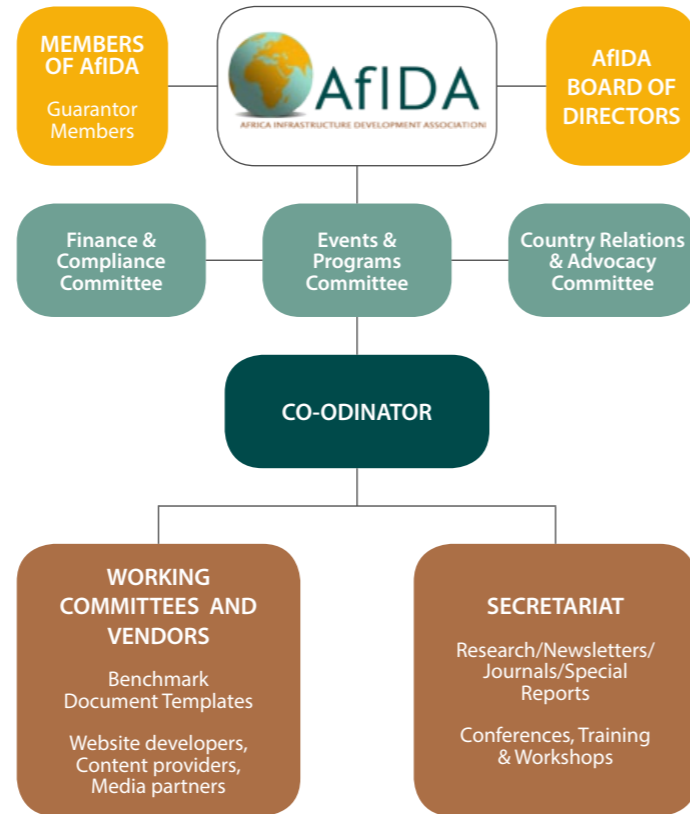 MEMBERS
OF AfIDA
Guarantor
Members
AfIDA
AFRICA INFRASTRUCTURE DEVELOPMENT ASSOCIATION
AfIDA
BOARD OF
DIRECTORS
Finance &
Compliance
Committee
Events &
Programs
Committee
Country Relations
& Advocacy
Committee
CO-ODINATOR
WORKING
COMMITTEES AND
VENDORS
Benchmark
Document Templates
Website developers,
Content providers,
Media partners
SECRETARIAT
Research/Newsletters/
Journals/Special
Reports
Conferences, Training
& Workshops